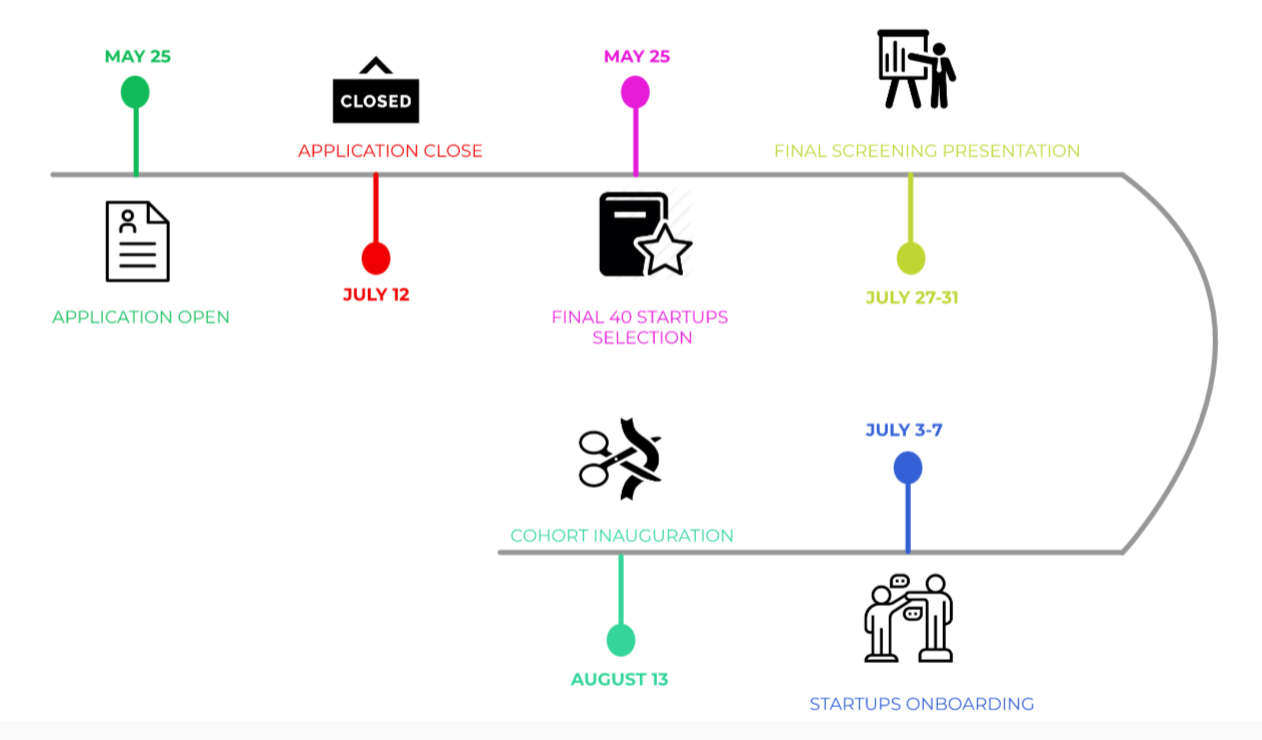 MAY 25
APPLICATION OPEN
CLOSED
APPLICATION CLOSE
JULY 12
MAY 25
FINAL 40 STARTUPS
SELECTION
FINAL SCREENING PRESENTATION
JULY 27-31
JULY 3-7
STARTUPS ONBOARDING
COHORT INAUGURATION
AUGUST 13